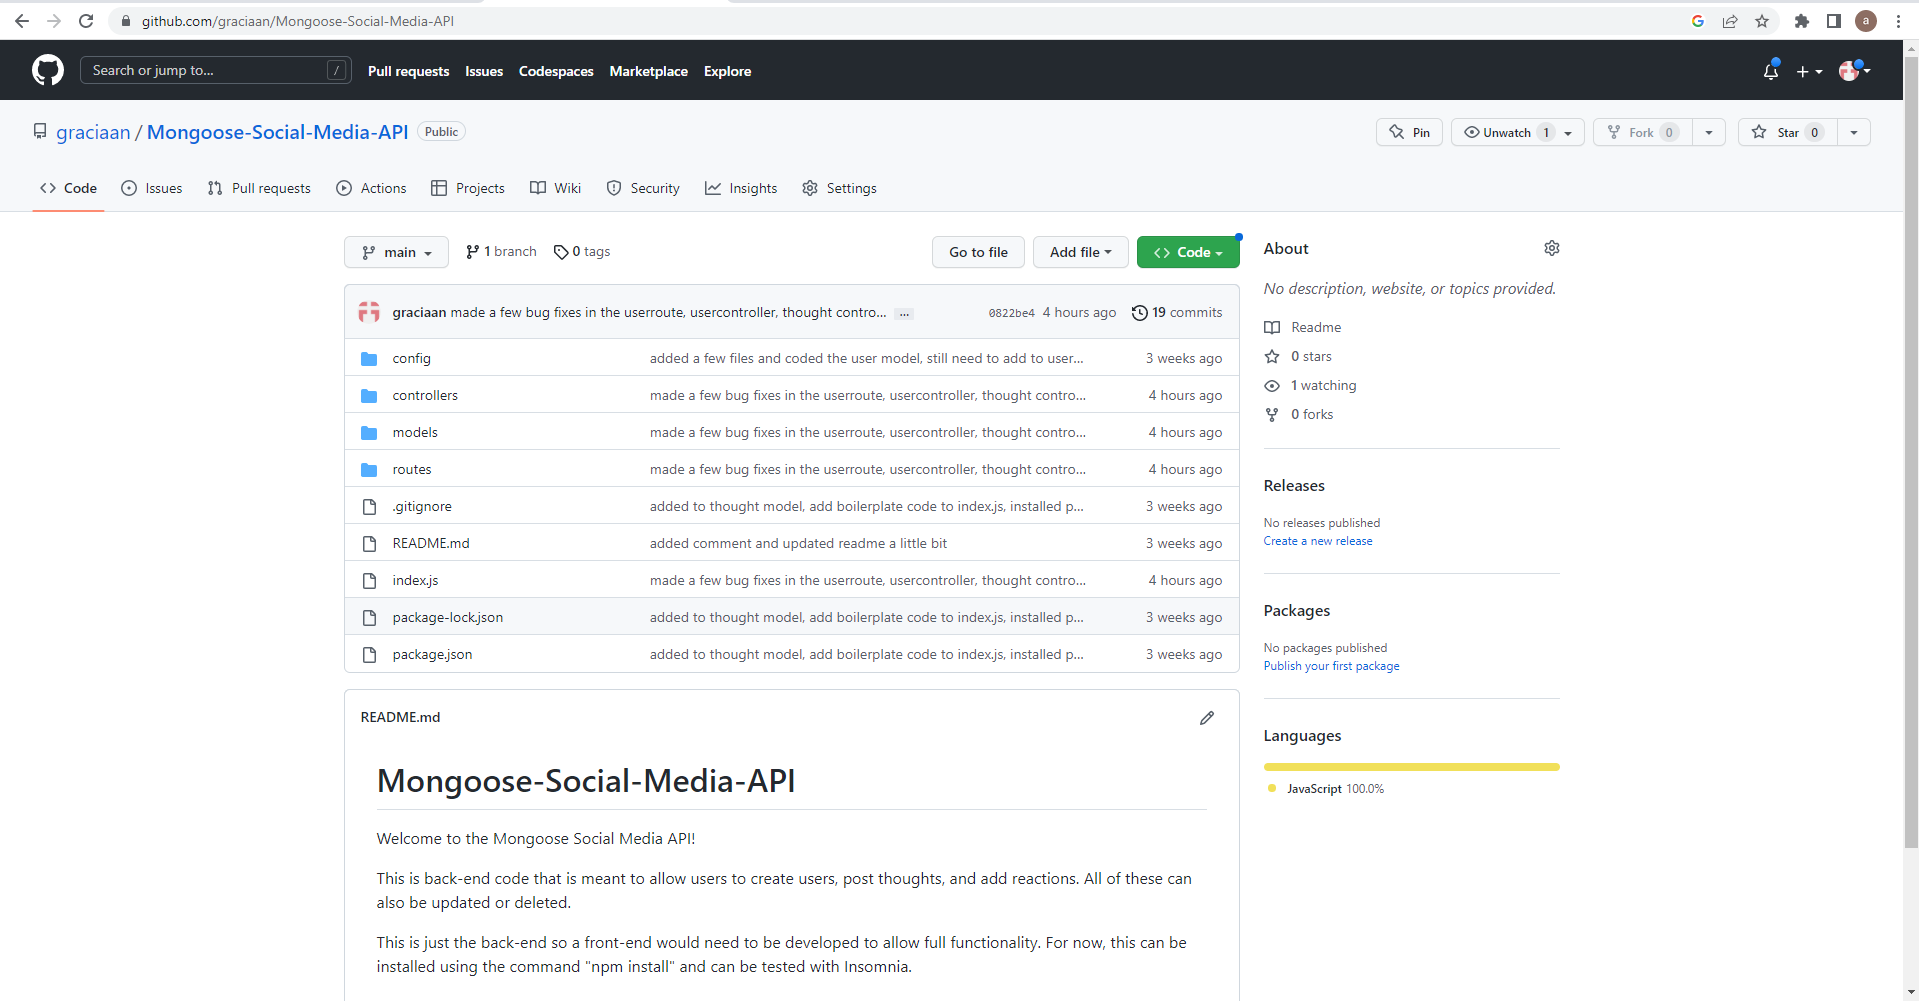 github.com/graciaan/Mongoose-Social-Media-API
a
Search or jump to... /
Pull requests Issues Codespaces Marketplace Explore
graciaan / Mongoose-Social-Media-API Public
Pin Unwatch 1 Fork 0 Star 0
Code Issues Pull requests Actions Projects Wiki Security Insights Settings
main 1 branch 0 tags Go to file Add file Code
graciaan made a few bug fixes in the userroute, usercontroller, thought contro... ... 0822be4 4 hours ago 19 commits
config added a few files and coded the user model, still need to add to user... 3 weeks ago
controllers made a few bug fixes in the userroute, usercontroller, thought contro... 4 hours ago
models made a few bug fixes in the userroute, usercontroller, thought contro... 4 hours ago
routes made a few bug fixes in the userroute, usercontroller, thought contro... 4 hours ago
.gitignore added to thought model, add boilerplate code to index.js, installed p... 3 weeks ago
README.md added comment and updated readme a little bit 3 weeks ago
index.js made a few bug fixes in the userroute, usercontroller, thought contro... 4 hours ago
package-lock.json added to thought model, add boilerplate code to index.js, installed p... 3 weeks ago
package.json added to thought model, add boilerplate code to index.js, installed p... 3 weeks ago
README.md
Mongoose-Social-Media-API
Welcome to the Mongoose Social Media API!
This is back-end code that is meant to allow users to create users, post thoughts, and add reactions. All of these can
also be updated or deleted.
This is just the back-end so a front-end would need to be developed to allow full functionality. For now, this can be
installed using the command "npm install" and can be tested with Insomnia.
About
No description, website, or topics provided.
Readme
0 stars
1 watching
0 forks
Releases
No releases published
Create a new release
Packages
No packages published
Publish your first package
Languages
JavaScript 100.0%